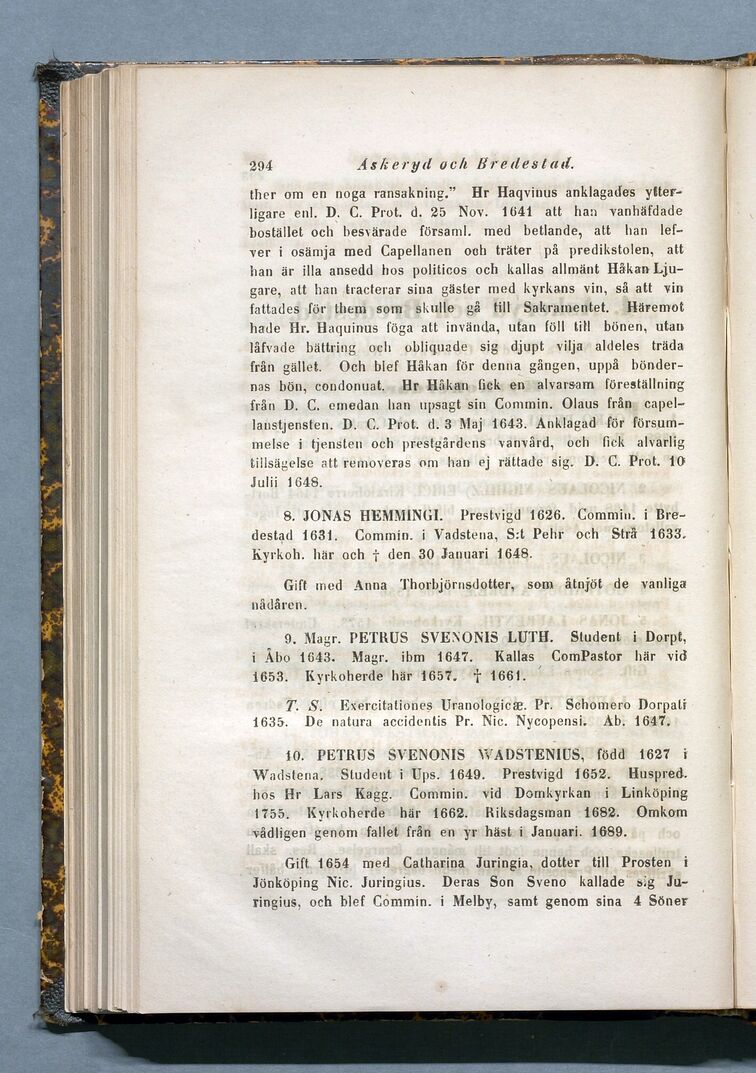 294 Askeryd och Bredestad.
ther om en noga ransakning.” Hr Haqvinus anklagades ytter-
ligare enl. D. C. Prot. d. 25 Nov. 1641 att han vanhäfdade
bostället och besvärade församl. med betlande, att han lef-
ver i osämja med Capellanen och träter på predikstolen, att
han är illa ansedd hos politicos och kallas allmänt Håkan Lju-
gare, att han tracterar sina gäster med kyrkans vin, så att vin
fattades för them som skulle gå till Sakramentet. Häremot
hade Hr. Haquinus föga att invända, utan föll till bönen, utan
låfvade bättring och obliquade sig djupt vilja aldeles träda
från gället. Och blef Håkan för denna gången, uppå bönder-
nas bön, condonuat. Hr Håkan fick en alvarsam föreställning
från D. C. emedan han upsagt sin Commin. Olaus från capel-
lanstjensten. D. C. Prot. d. 3 Maj 1643. Anklagad för försum-
melse i tjensten och prestgårdens vanvård, och fick alvarlig
tillsägelse att removeras om han ej rättade sig. D. C. Prot. 10
Julii 1648.
8. JONAS HEMMINGI. Prestvigd 1626. Commin. i Bre-
destad 1631. Commin. i Vadstena, S:t Pehr och Strå 1633.
Kyrkoh. här och † den 30 Januari 1648.
Gift med Anna Thorbjörnsdotter, som åtnjöt de vanliga
nådåren.
9. Magr. PETRUS SVENONIS LUTH. Student i Dorpt,
i Åbo 1643. Magr. ibm 1647. Kallas ComPastor här vid
1653. Kyrkoherde här 1657. † 1661.
T. S. Exercitationes Uranologicæ. Pr. Schomero Dorpati
1635. De natura accidentis Pr. Nic. Nycopensi. Ab. 1647.
10. PETRUS SVENONIS WADSTENIUS, född 1627 i
Wadstena. Student i Ups. 1649. Prestvigd 1652. Huspred.
hos Hr Lars Kagg. Commin. vid Domkyrkan i Linköping
1755. Kyrkoherde här 1662. Riksdagsman 1682. Omkom
vådligen genom fallet från en yr häst i Januari. 1689.
Gift 1654 med Catharina Juringia, dotter till Prosten i
Jönköping Nic. Juringius. Deras Son Sveno kallade sig Ju-
ringius, och blef Commin. i Melby, samt genom sina 4 Söner